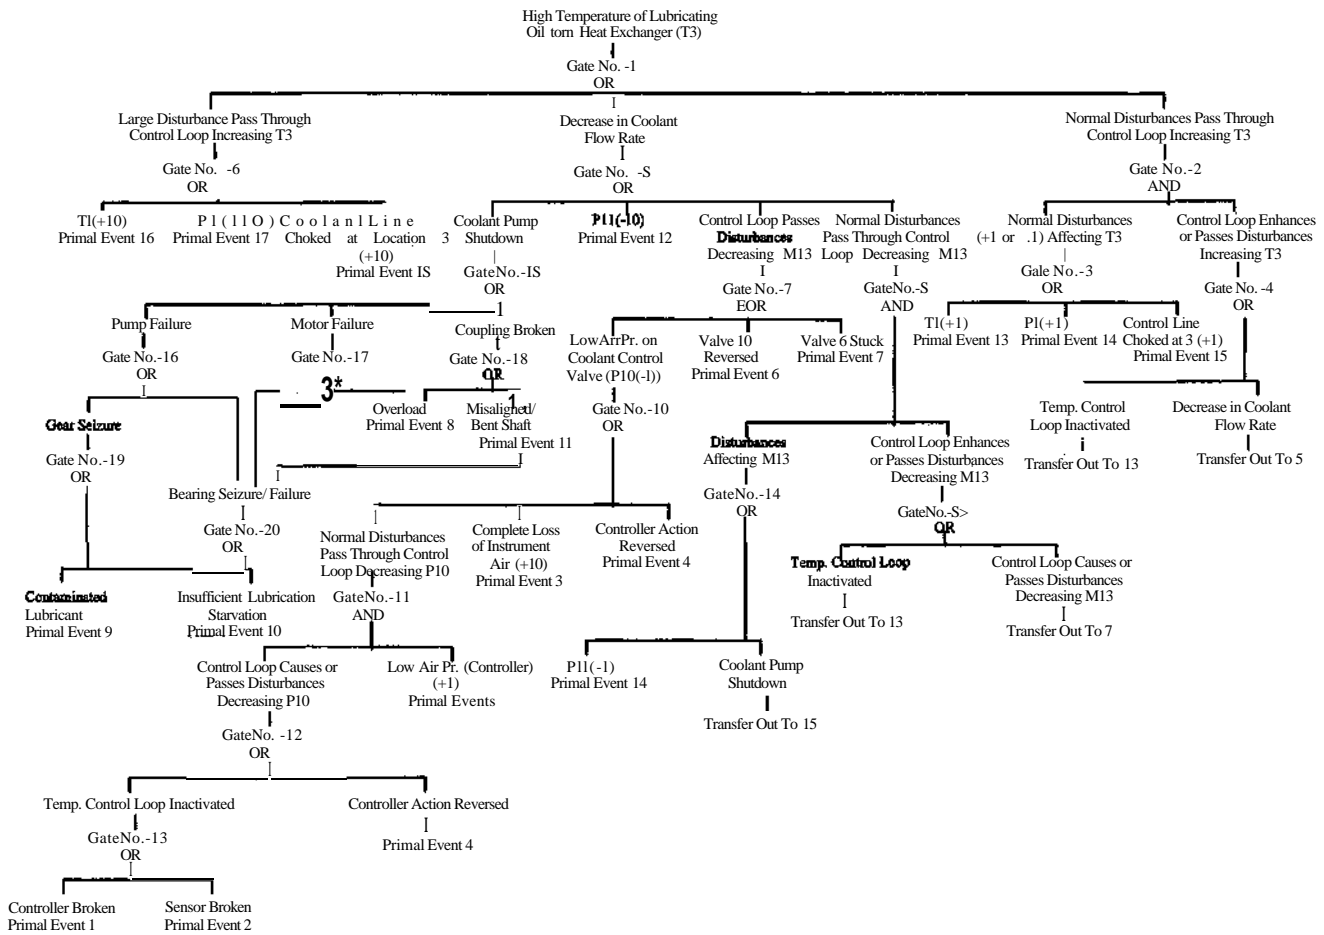 High Temperature of Lubricating
Oil torn Heat Exchanger (T3)
Gate No. -1
OR
Large Disturbance Pass Through
Control Loop Increasing T3
Gate No. -6
OR
Decrease in Coolant
Flow Rate
Gate No. -S
OR
Normal Disturbances Pass Through
Control Loop Increasing T3
Gate No.-2
AND
Tl(+10)
Primal Event 16
Pl(llO)
Primal Event 17
CoolanlLine
Choked at Location 3
(+10)
Primal Event IS
Coolant Pump
Shutdown
GateNo.-IS
OR
P11(-10)
Primal Event 12
Control Loop Passes
Disturbances
Decreasing M13
Gate No.-7
EOR
Normal Disturbances
Pass Through Control
Loop Decreasing M13
GateNo.-S
AND
Normal Disturbances
(+1 or .1) Affecting T3
Gale No.-3
OR
Control Loop Enhances
or Passes Disturbances
Increasing T3
Gate No. -4
OR
Pump Failure
Gate No.-16
OR
Motor Failure
Gate No.-17
3*
Coupling Broken
Gate No.-18
OR
LowArrPr. on
Coolant Control
Valve (P10(-l))
Gate No.-10
OR
Valve 10
Reversed
Primal Event 6
Valve 6 Stuck
Primal Event 7
Tl(+1)
Primal Event 13
Pl(+1)
Primal Event 14
Control Line
Choked at 3 (+1)
Primal Event 15
Temp. Control
Loop Inactivated
Transfer Out To 13
Decrease in Coolant
Flow Rate
Transfer Out To 5
Gear Seizure
Gate No.-19
OR
Overload
Primal Event 8
Misaligned/
Bent Shaft
Primal Event 11
Bearing Seizure/ Failure
Gate No.-20
OR
Disturbances
Affecting M13
GateNo.-14
OR
Control Loop Enhances
or Passes Disturbances
Decreasing M13
GateNo.-S>
OR
Normal Disturbances
Pass Through Control
Loop Decreasing P10
GateNo.-11
AND
Complete Loss
of Instrument
Air (+10)
Primal Event 3
Controller Action
Reversed
Primal Event 4
Temp. Control Loop
Inactivated
Transfer Out To 13
Control Loop Causes or
Passes Disturbances
Decreasing M13
Transfer Out To 7
Contaminated
Lubricant
Primal Event 9
Insufficient Lubrication
Starvation
Primal Event 10
Control Loop Causes or
Passes Disturbances
Decreasing P10
GateNo. -12
OR
Low Air Pr. (Controller)
(+1)
Primal Events
P11(-1)
Primal Event 14
Coolant Pump
Shutdown
Transfer Out To 15
Temp. Control Loop Inactivated
GateNo.-13
OR
Controller Action Reversed
Primal Event 4
Controller Broken
Primal Event 1
Sensor Broken
Primal Event 2